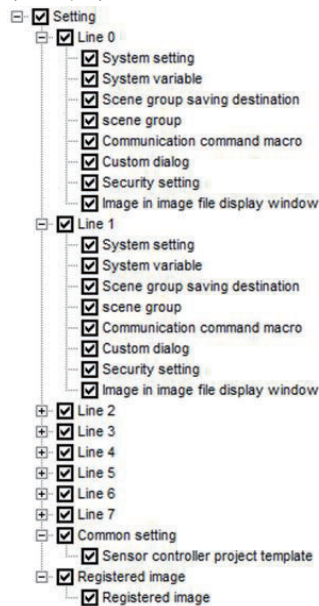 Setting
Line 0
System setting
System variable
Scene group saving destination
scene group
Communication command macro
Custom dialog
Security setting
Image in image file display window
Line 1
System setting
System variable
Scene group saving destination
scene group
Communication command macro
Custom dialog
Security setting
Image in image file display window
Line 2
Line 3
Line 4
Line 5
Line 6
Line 7
Common setting
Sensor controller project template
Registered image
Registered image